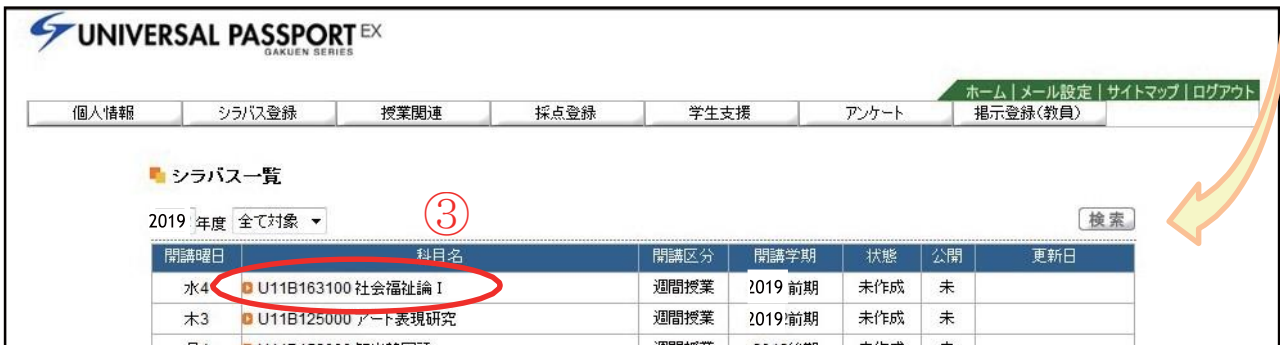 UNIVERSAL PASSPORT EX
GAKUEN SERIES
ホーム | メール設定 | サイトマップ | ログアウト
個人情報 シラバス登録 授業関連 採点登録 学生支援 アンケート 掲示登録(教員)
シラバス一覧
③
2019 年度 全て対象 検索
開講曜日 科目名 開講区分 開講学期 状態 公開 更新日
水4 U11B163100 社会福祉論Ⅰ 週間授業 2019 前期 未作成 未
木3 U11B125000 アート表現研究 週間授業 2019 前期 未作成 未